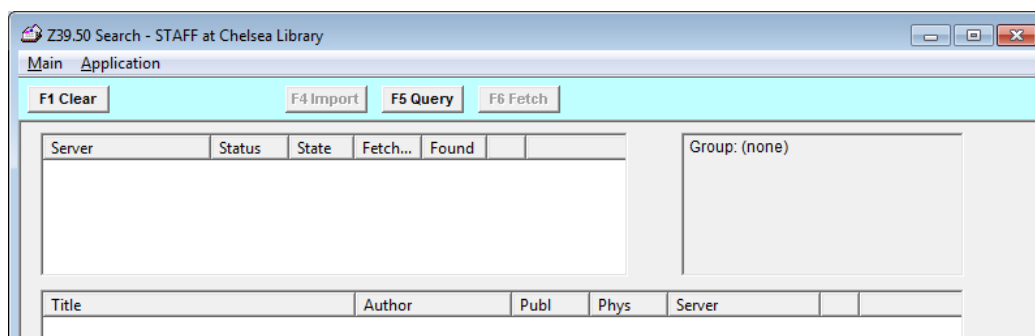 Z39.50 Search - STAFF at Chelsea Library
Main Application
F1 Clear F4 Import F5 Query F6 Fetch
Server Status State Fetch... Found
Group: (none)
Title Author Publ Phys Server